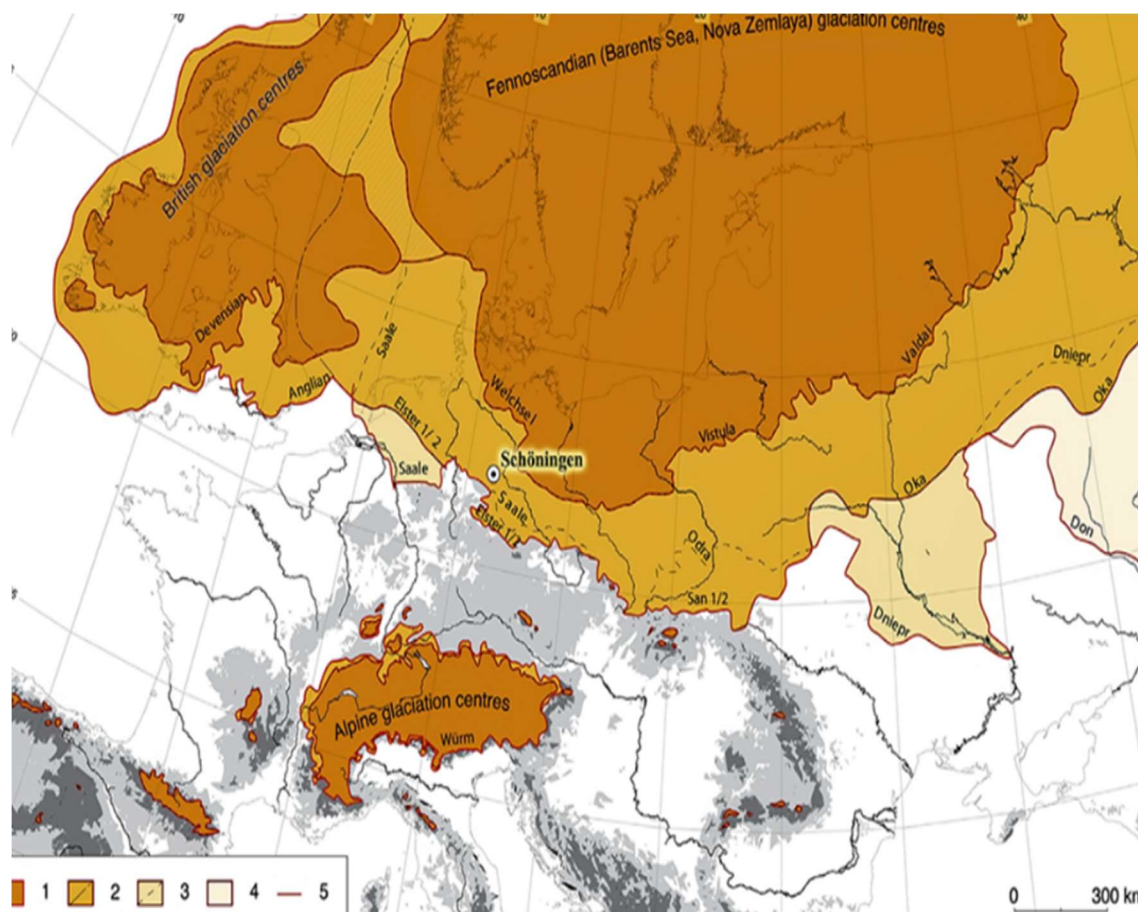 Fennoscandian (Barents Sea, Nova Zemlaya) glaciation centres
British glaciation centres
Devensian
Anglian
Saale
Elster 1/ 2
Saale
Weichsel
Schöningen
Saale
Elster 1/2
Vistula
Valdai
Dniepr
Oka
Oka
Odra
San 1/2
Dniepr
Don
Alpine glaciation centres
Würm
1 2 3 4 5
0 300 km